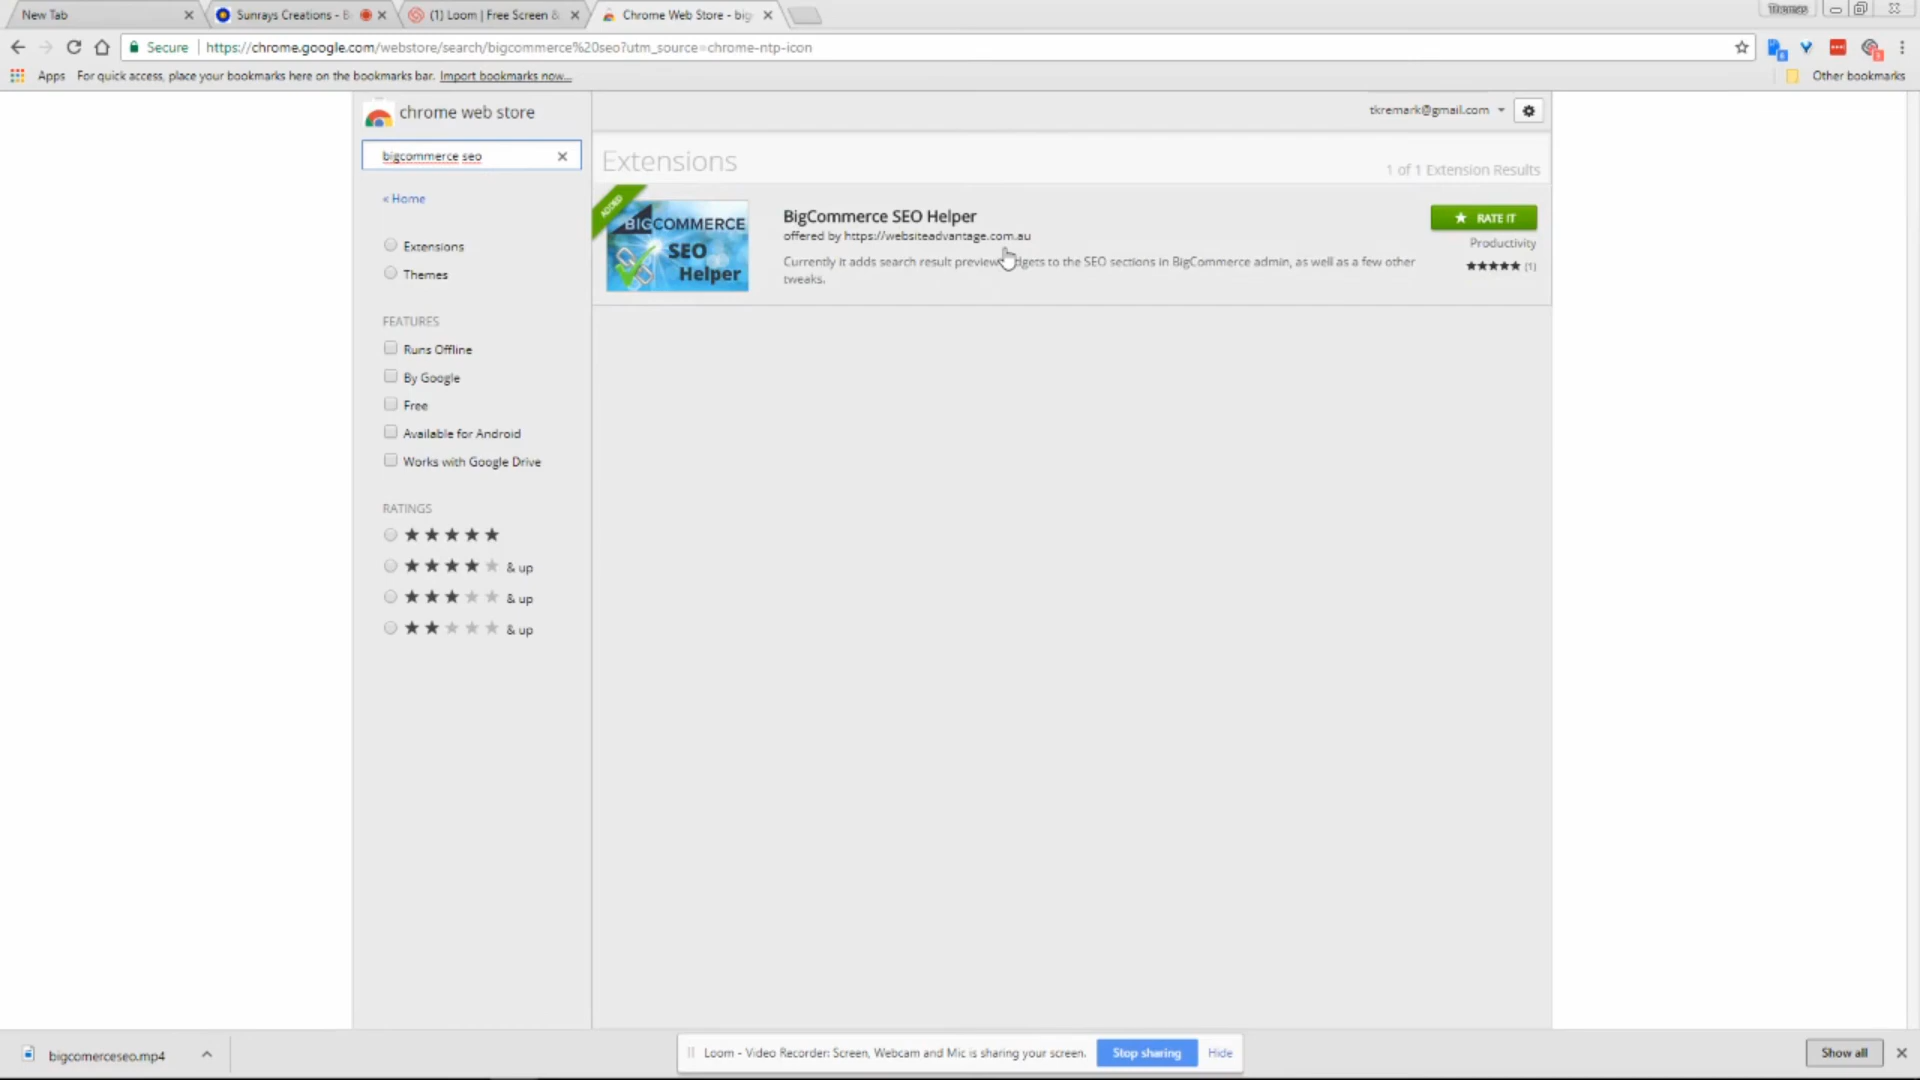 New Tab
Sunrays Creations - B
(1) Loom | Free Screen &
Chrome Web Store - big
Secure
https://chrome.google.com/webstore/search/bigcommerce%20seo?utm_source=chrome-ntp-icon
Apps
For quick access, place your bookmarks here on the bookmarks bar. Import bookmarks now...
Other bookmarks
chrome web store
tkremark@gmail.com
bigcommerce seo
Extensions
1 of 1 Extension Results
« Home
ADDED
BIGCOMMERCE
SEO
Helper
BigCommerce SEO Helper
offered by https://websiteadvantage.com.au
Currently it adds search result preview dgets to the SEO sections in BigCommerce admin, as well as a few other
tweaks.
RATE IT
Productivity
(1)
Extensions
Themes
FEATURES
Runs Offline
By Google
Free
Available for Android
Works with Google Drive
RATINGS
& up
& up
& up
bigcomerceseo.mp4
Loom - Video Recorder: Screen, Webcam and Mic is sharing your screen.
Stop sharing
Hide
Show all